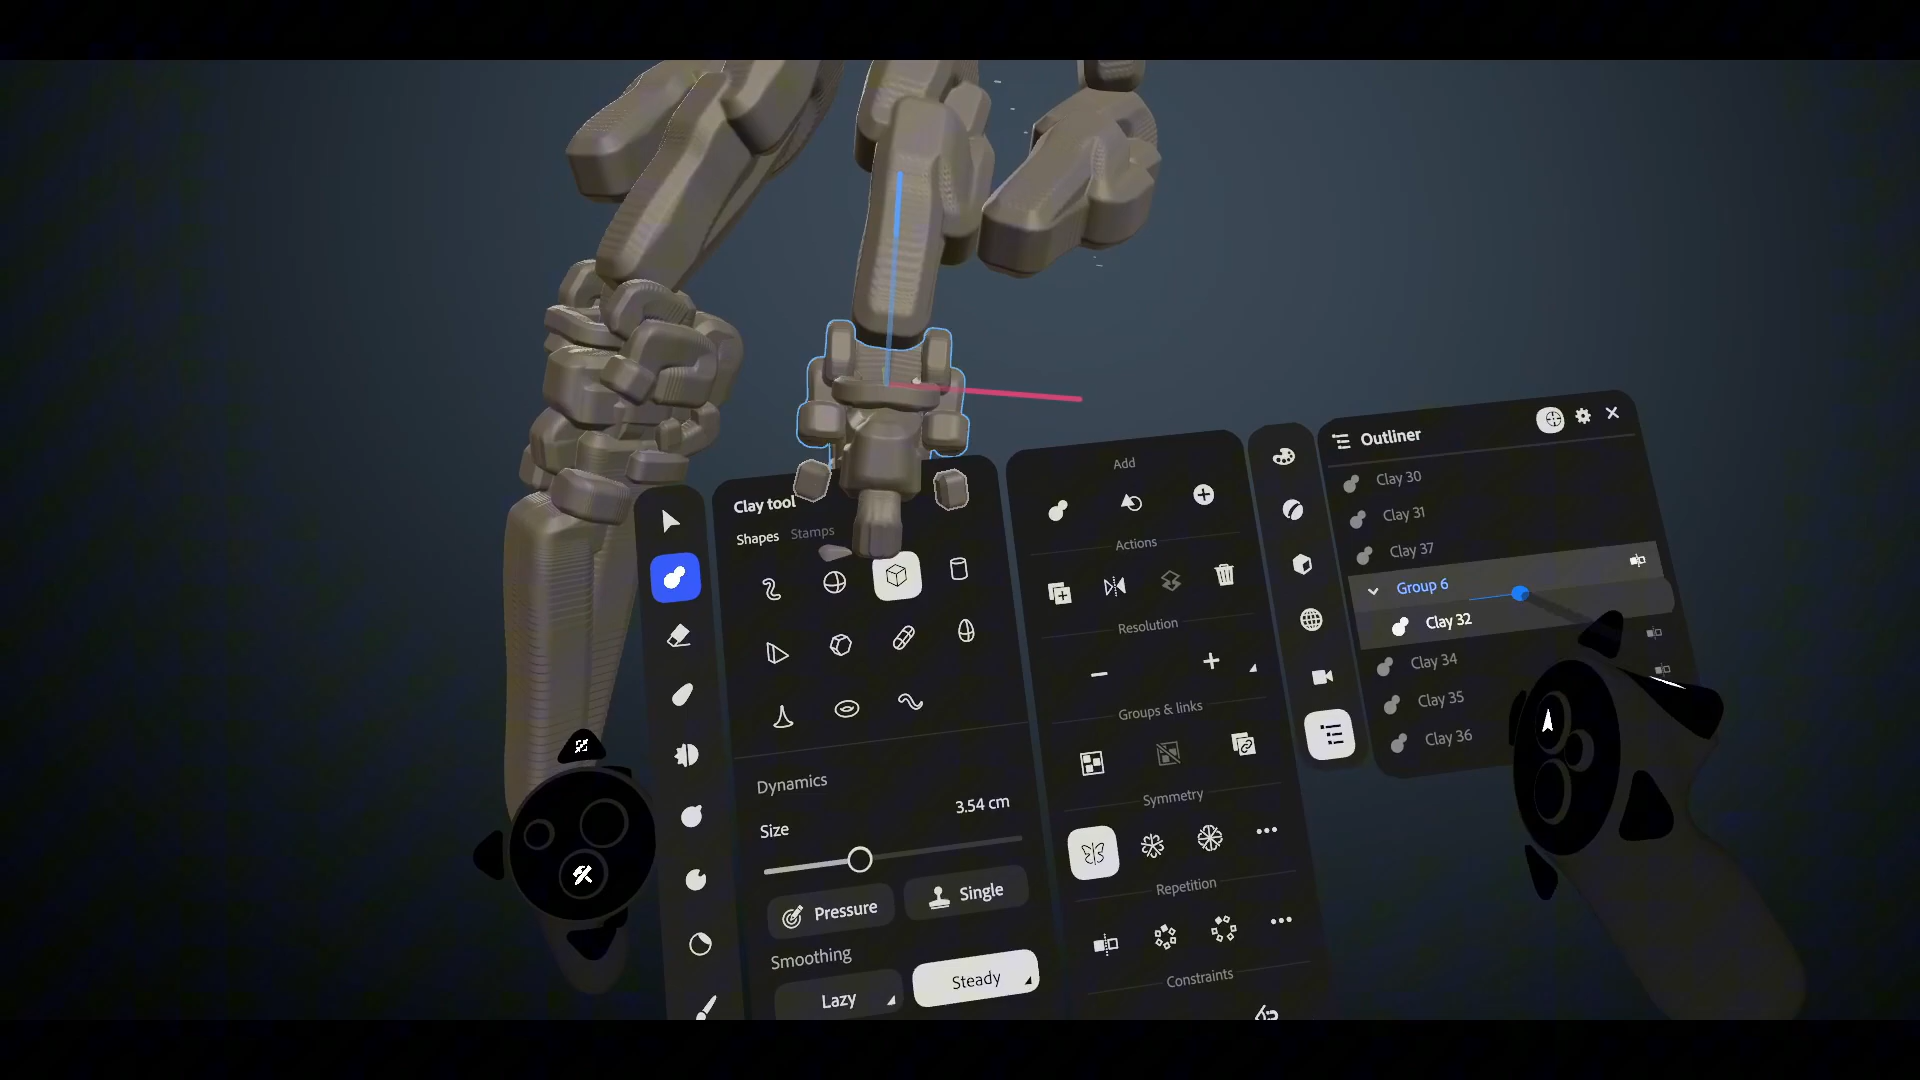 Clay tool
Shapes Stamps
Dynamics
Size
3.54 cm
Pressure
Single
Smoothing
Lazy
Steady
Add
Actions
Resolution
Groups & links
Symmetry
Repetition
Constraints
Outliner
Clay 30
Clay 31
Clay 37
Group 6
Clay 32
Clay 34
Clay 35
Clay 36